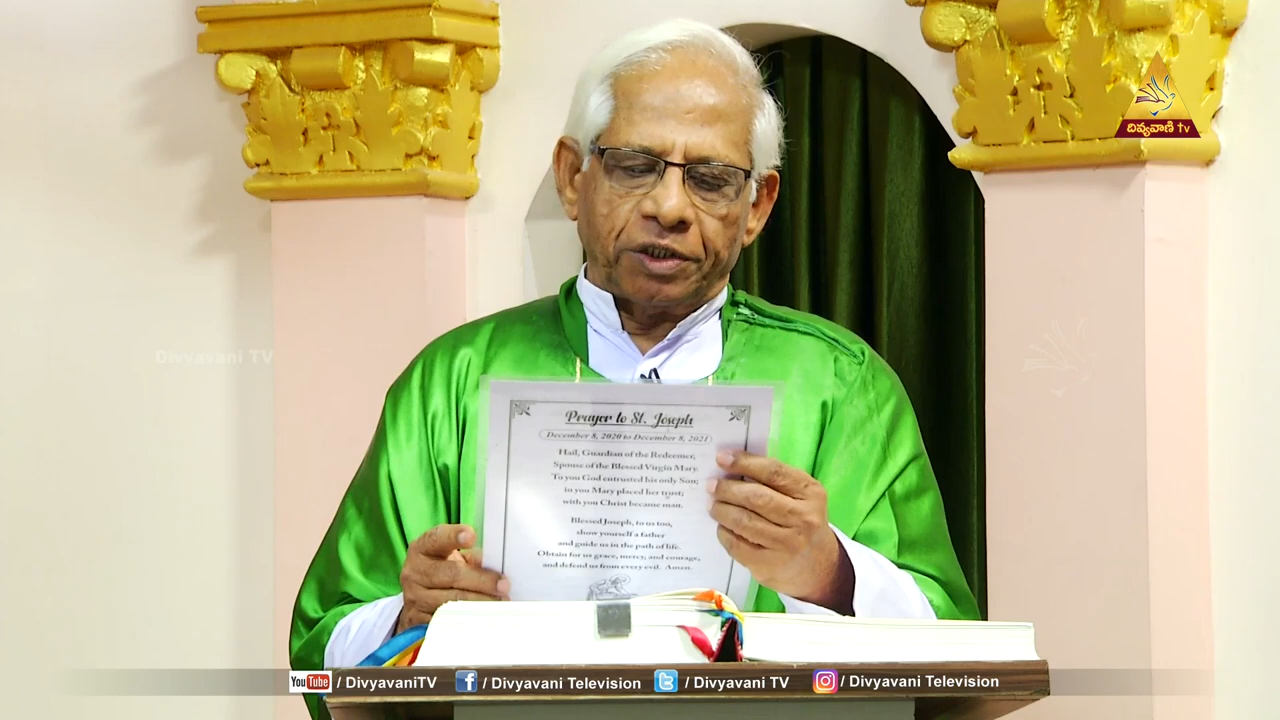 దివ్యవాణి tv
Divyavani TV
Prayer to St. Joseph
December 8, 2020 to December 8, 2021
Hail, Guardian of the Redeemer,
Spouse of the Blessed Virgin Mary.
To you God entrusted his only Son;
in you Mary placed her trust;
with you Christ became man.
Blessed Joseph, to us too,
show yourself a father
and guide us in the path of life.
Obtain for us grace, mercy, and courage,
and defend us from every evil. Amen.
YouTube / DivyavaniTV f / Divyavani Television / Divyavani TV / Divyavani Television